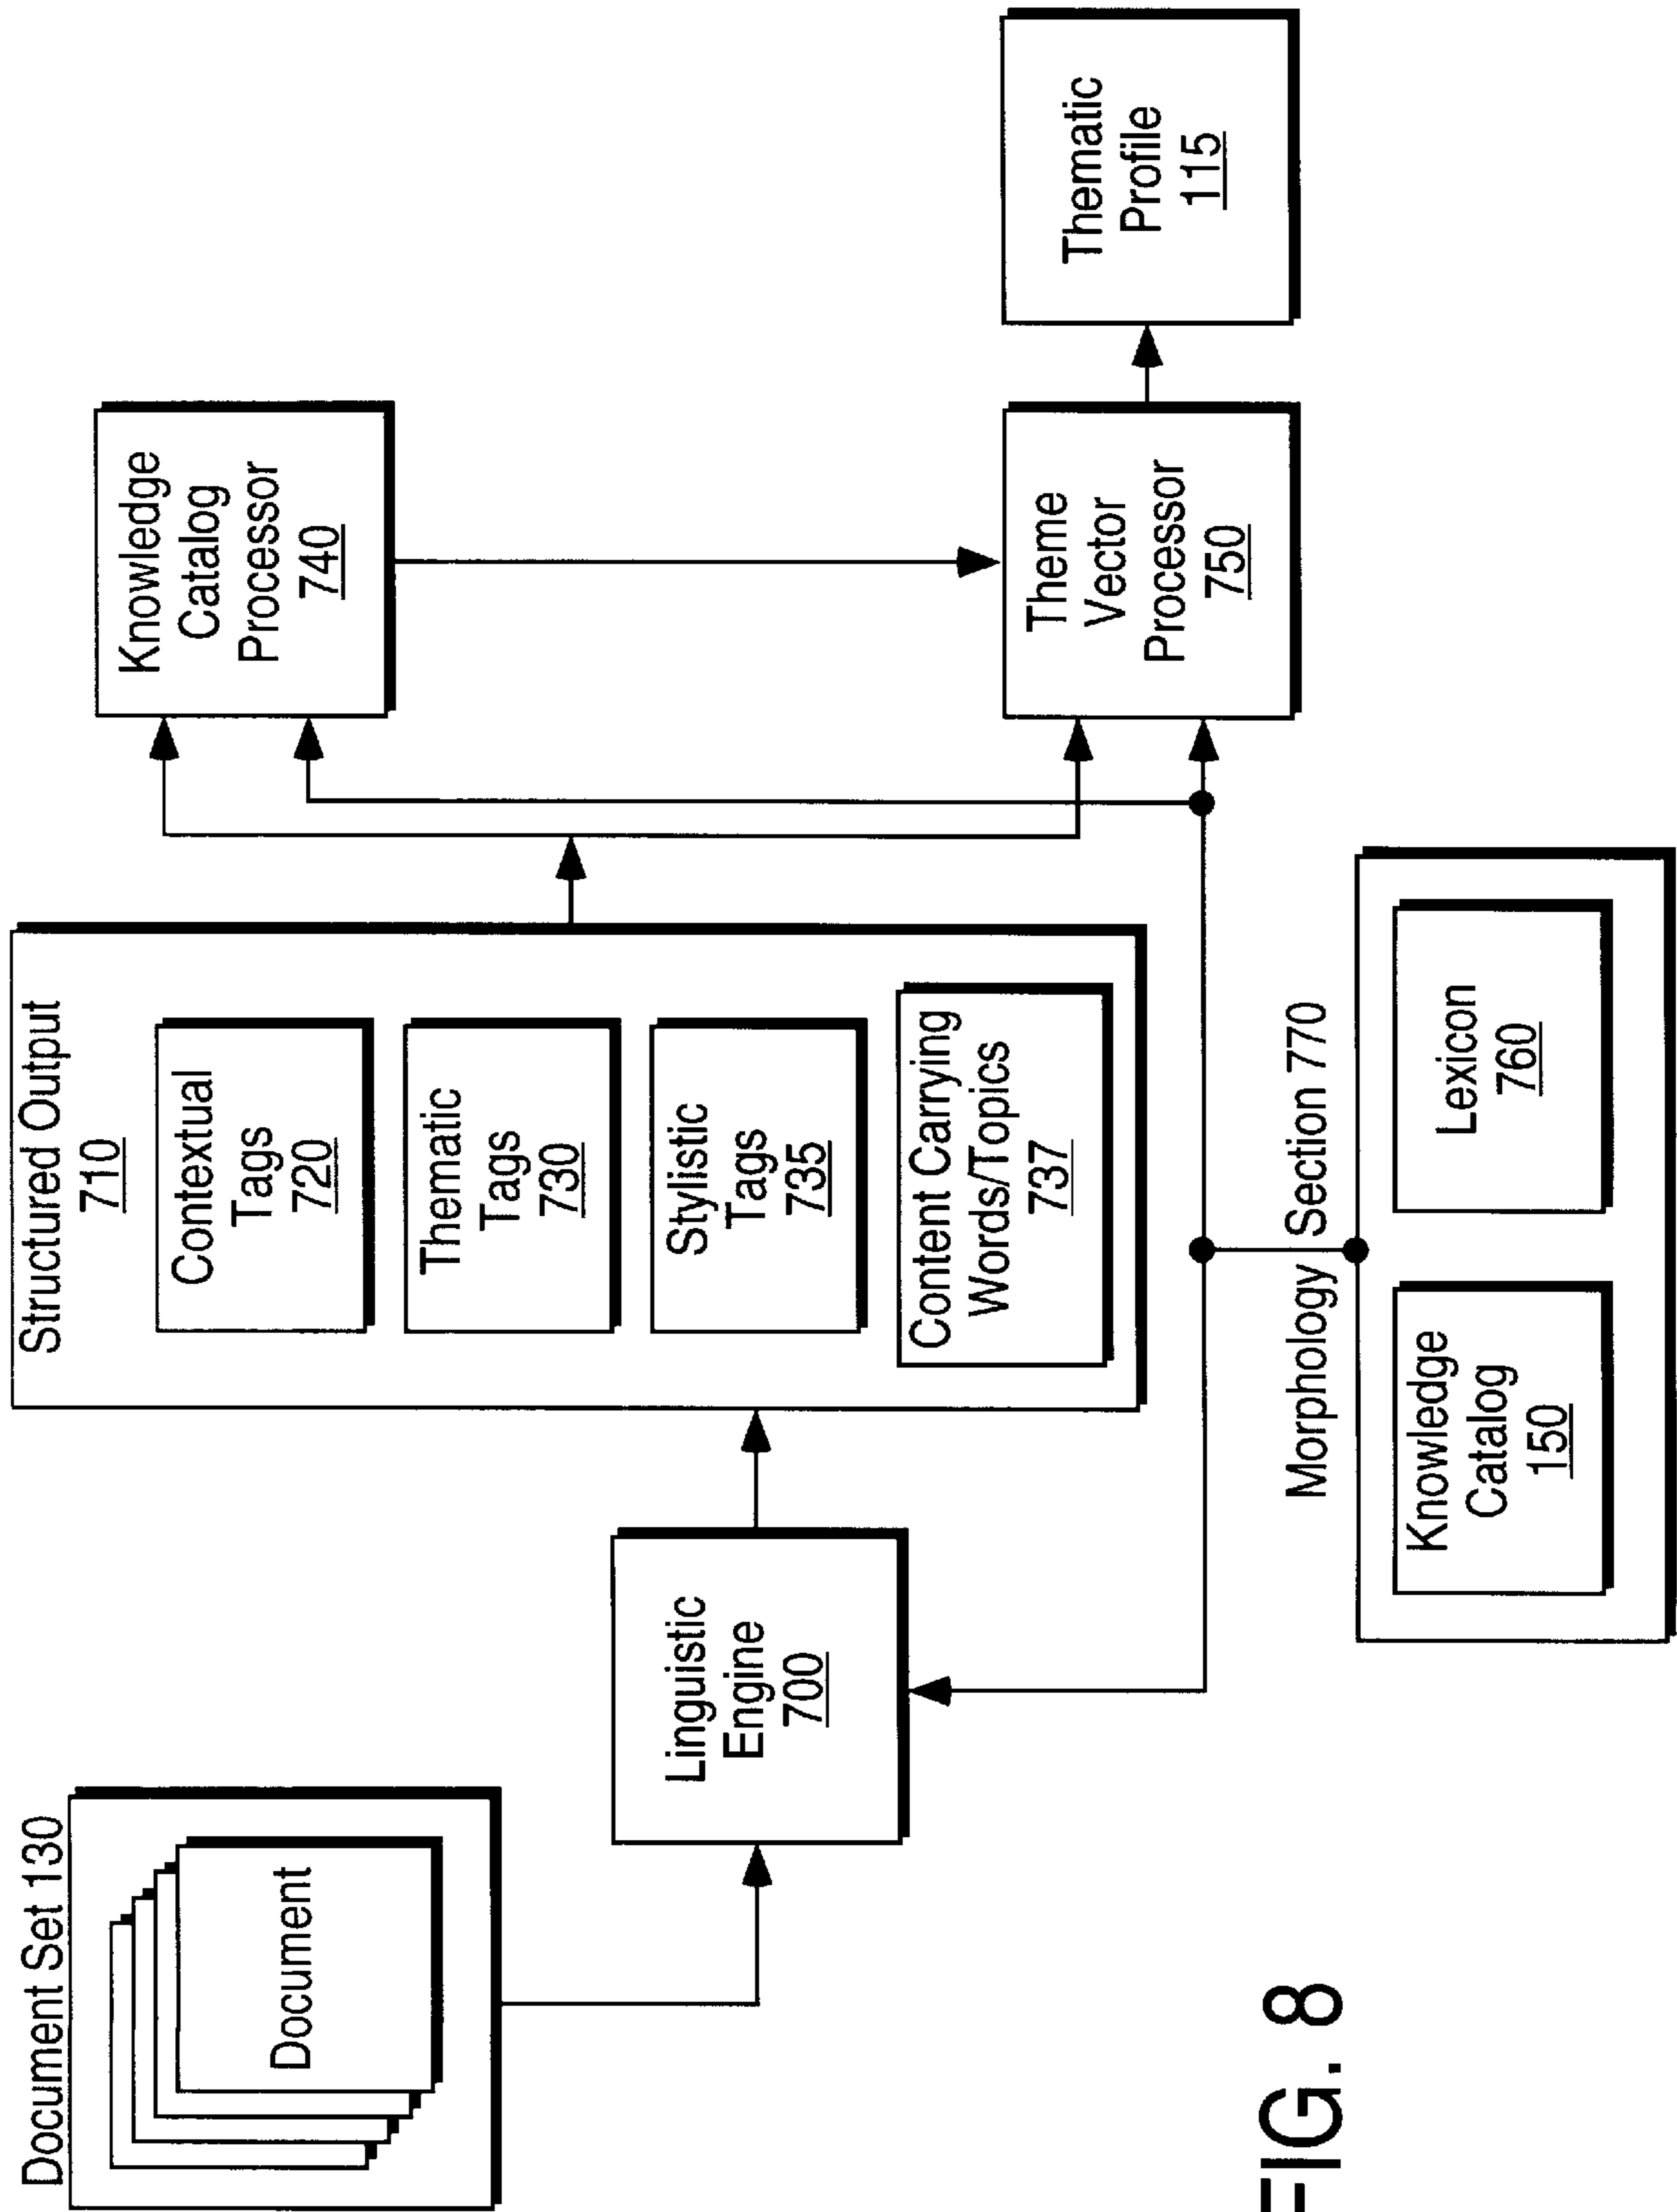 Document Set 130
Document
Linguistic
Engine
700
Structured Output
710
Contextual
Tags
720
Thematic
Tags
730
Stylistic
Tags
735
Content Carrying
Words/Topics
737
Knowledge
Catalog
Processor
740
Theme
Vector
Processor
750
Thematic
Profile
115
Morphology Section 770
Knowledge
Catalog
150
Lexicon
760
FIG. 8